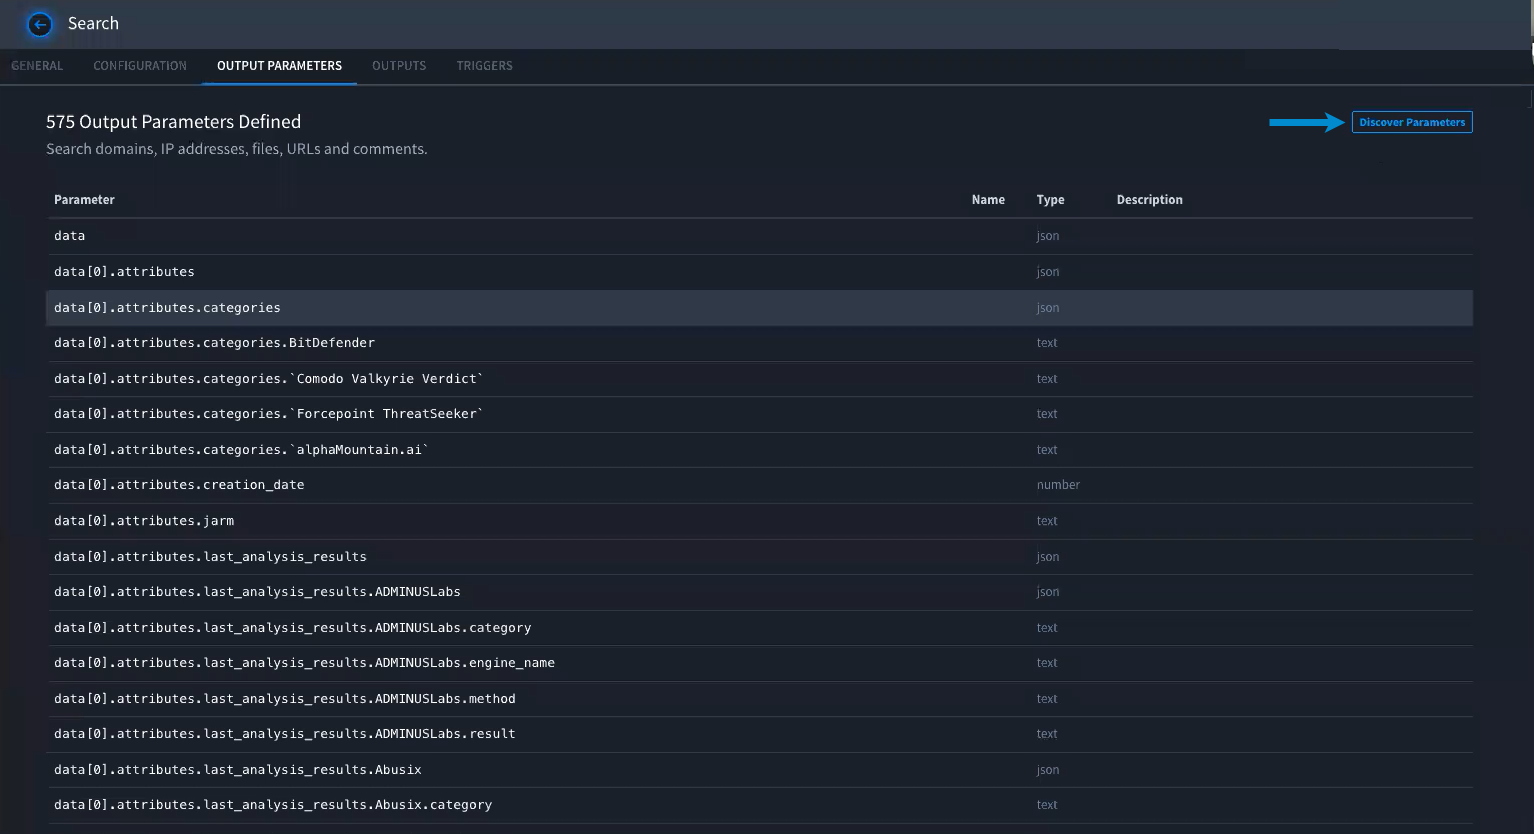 Search
GENERAL CONFIGURATION OUTPUT PARAMETERS OUTPUTS TRIGGERS
575 Output Parameters Defined
Discover Parameters
Search domains, IP addresses, files, URLs and comments.
Parameter Name Type Description
data json
data[0].attributes json
data[0].attributes.categories json
data[0].attributes.categories.BitDefender text
data[0].attributes.categories.`Comodo Valkyrie Verdict` text
data[0].attributes.categories.`Forcepoint ThreatSeeker` text
data[0].attributes.categories.`alphaMountain.ai` text
data[0].attributes.creation_date number
data[0].attributes.jarm text
data[0].attributes.last_analysis_results json
data[0].attributes.last_analysis_results.ADMINUSLabs json
data[0].attributes.last_analysis_results.ADMINUSLabs.category text
data[0].attributes.last_analysis_results.ADMINUSLabs.engine_name text
data[0].attributes.last_analysis_results.ADMINUSLabs.method text
data[0].attributes.last_analysis_results.ADMINUSLabs.result text
data[0].attributes.last_analysis_results.Abusix json
data[0].attributes.last_analysis_results.Abusix.category text